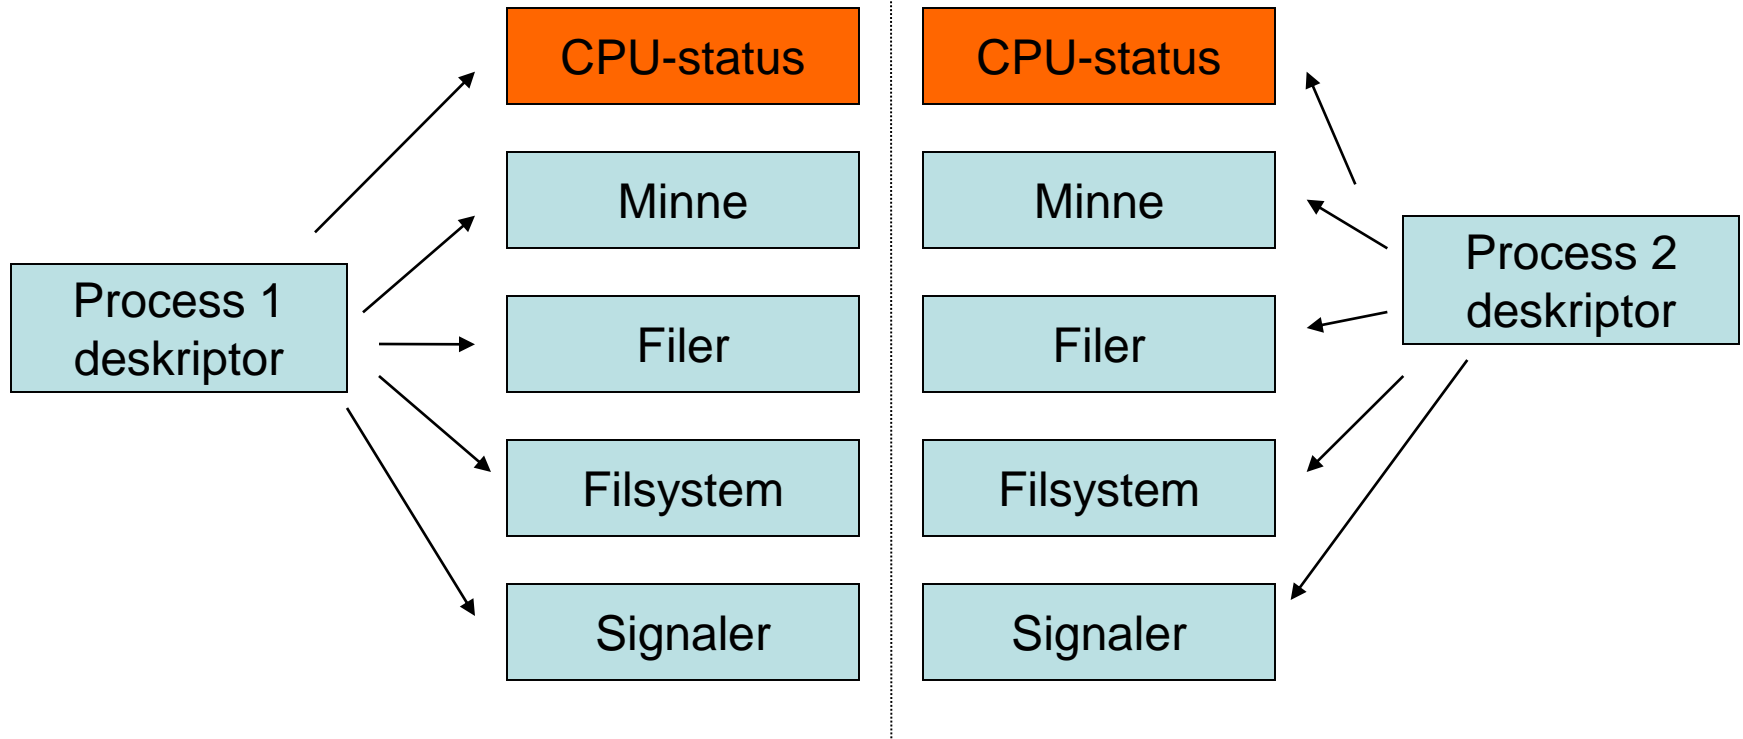 CPU-status
CPU-status
Minne
Minne
Process 1
deskriptor
Process 2
deskriptor
Filer
Filer
Filsystem
Filsystem
Signaler
Signaler